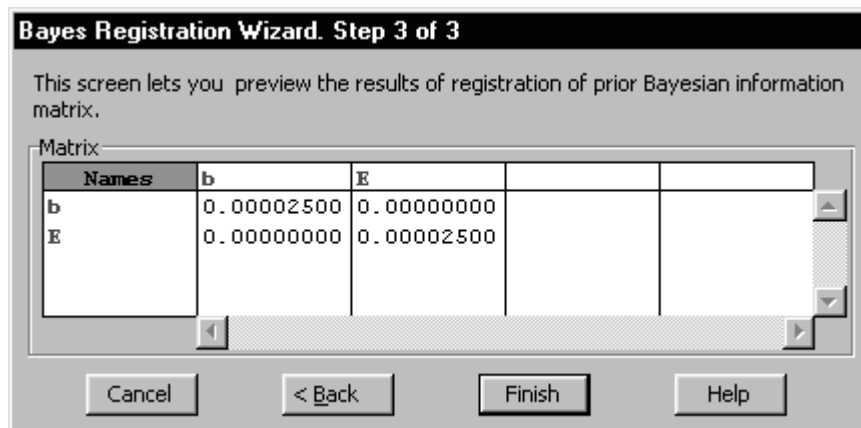 Bayes Registration Wizard. Step 3 of 3
This screen lets you  preview the results of registration of prior Bayesian information
matrix.
Matrix
Names b E
b 0.00002500 0.00000000
E 0.00000000 0.00002500
Cancel < Back Finish Help